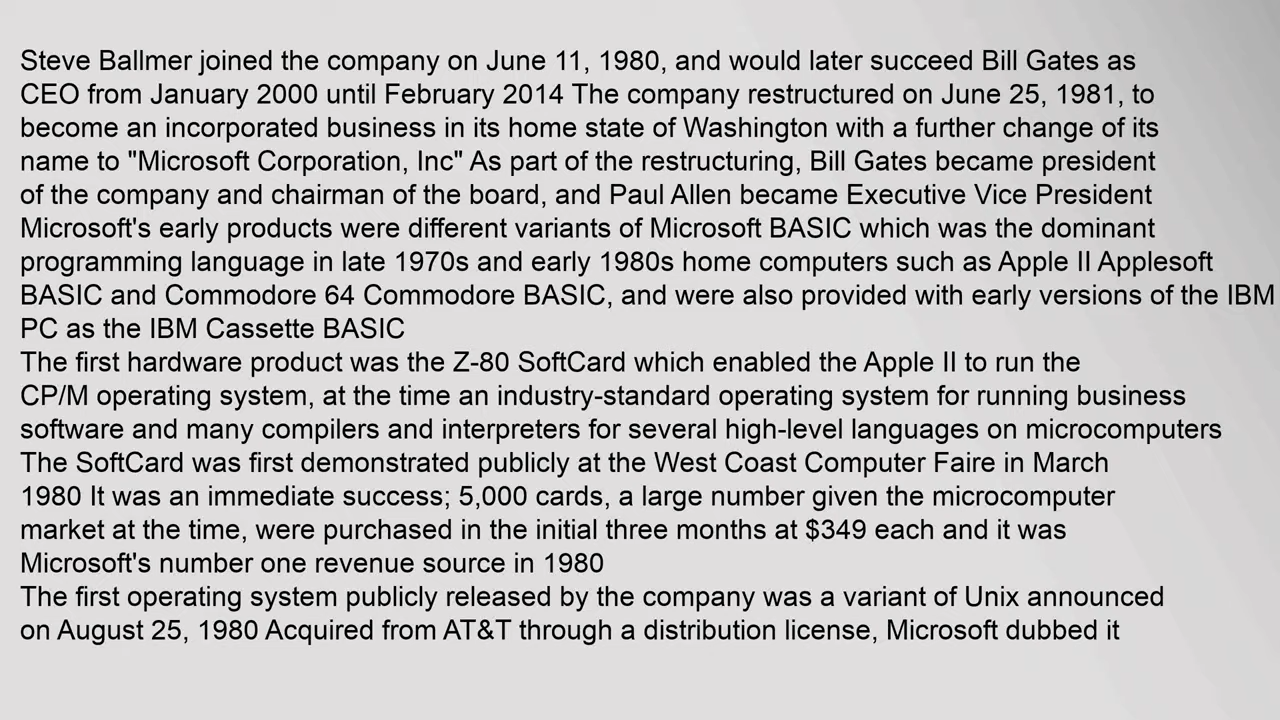 Steve Ballmer joined the company on June 11, 1980, and would later succeed Bill Gates as
CEO from January 2000 until February 2014 The company restructured on June 25, 1981, to
become an incorporated business in its home state of Washington with a further change of its
name to "Microsoft Corporation, Inc" As part of the restructuring, Bill Gates became president
of the company and chairman of the board, and Paul Allen became Executive Vice President
Microsoft's early products were different variants of Microsoft BASIC which was the dominant
programming language in late 1970s and early 1980s home computers such as Apple II Applesoft
BASIC and Commodore 64 Commodore BASIC, and were also provided with early versions of the IBM
PC as the IBM Cassette BASIC
The first hardware product was the Z-80 SoftCard which enabled the Apple II to run the
CP/M operating system, at the time an industry-standard operating system for running business
software and many compilers and interpreters for several high-level languages on microcomputers
The SoftCard was first demonstrated publicly at the West Coast Computer Faire in March
1980 It was an immediate success; 5,000 cards, a large number given the microcomputer
market at the time, were purchased in the initial three months at $349 each and it was
Microsoft's number one revenue source in 1980
The first operating system publicly released by the company was a variant of Unix announced
on August 25, 1980 Acquired from AT&T through a distribution license, Microsoft dubbed it